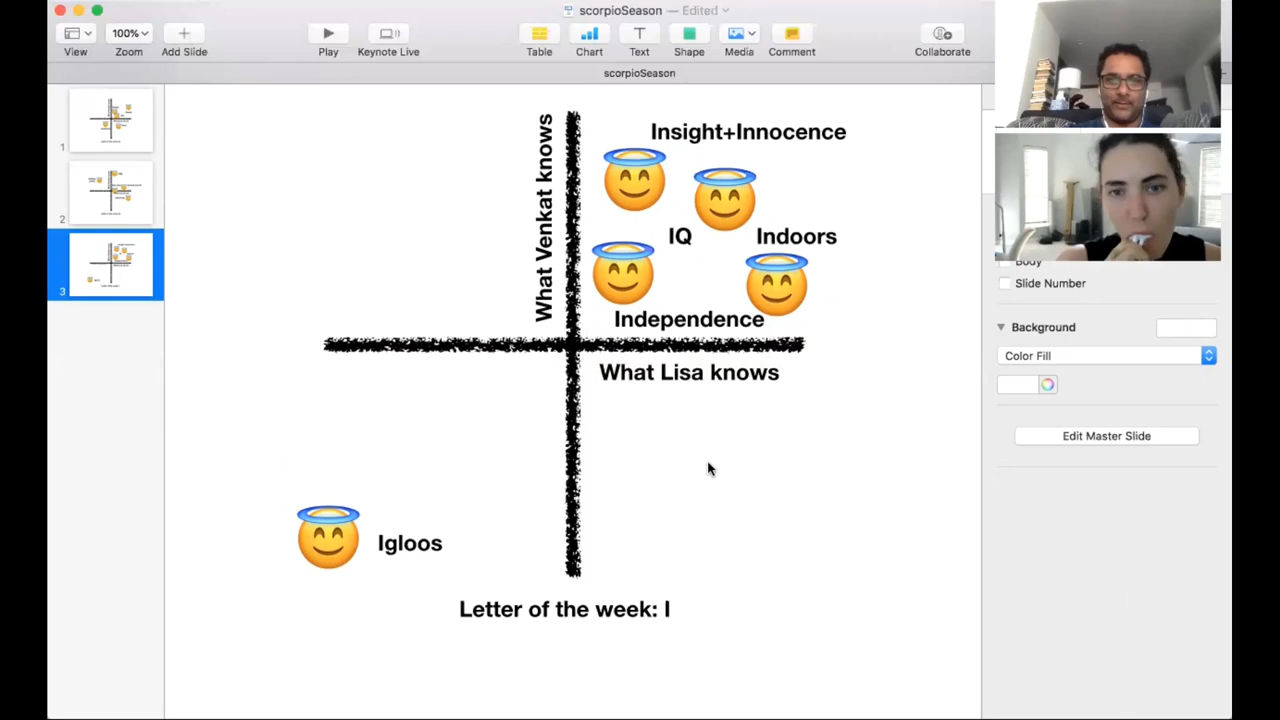 scorpioSeason — Edited
View
100%
Zoom
Add Slide
Play
Keynote Live
Table
Chart
Text
Media
Shape
Comment
Collaborate
scorpioSeason
1
2
3
What Venkat knows
Insight+Innocence
IQ
Indoors
Independence
What Lisa knows
Igloos
Letter of the week: I
Body
Slide Number
Background
Color Fill
Edit Master Slide